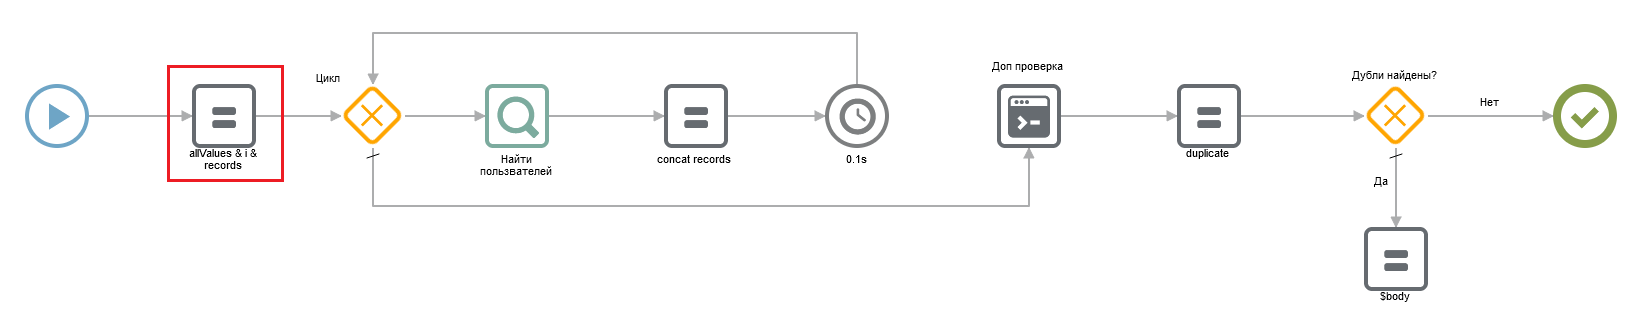 allValues & i &
records
Цикл
Найти
пользвателей
concat records
0.1s
Доп проверка
duplicate
Дубли найдены?
Нет
Да
$body